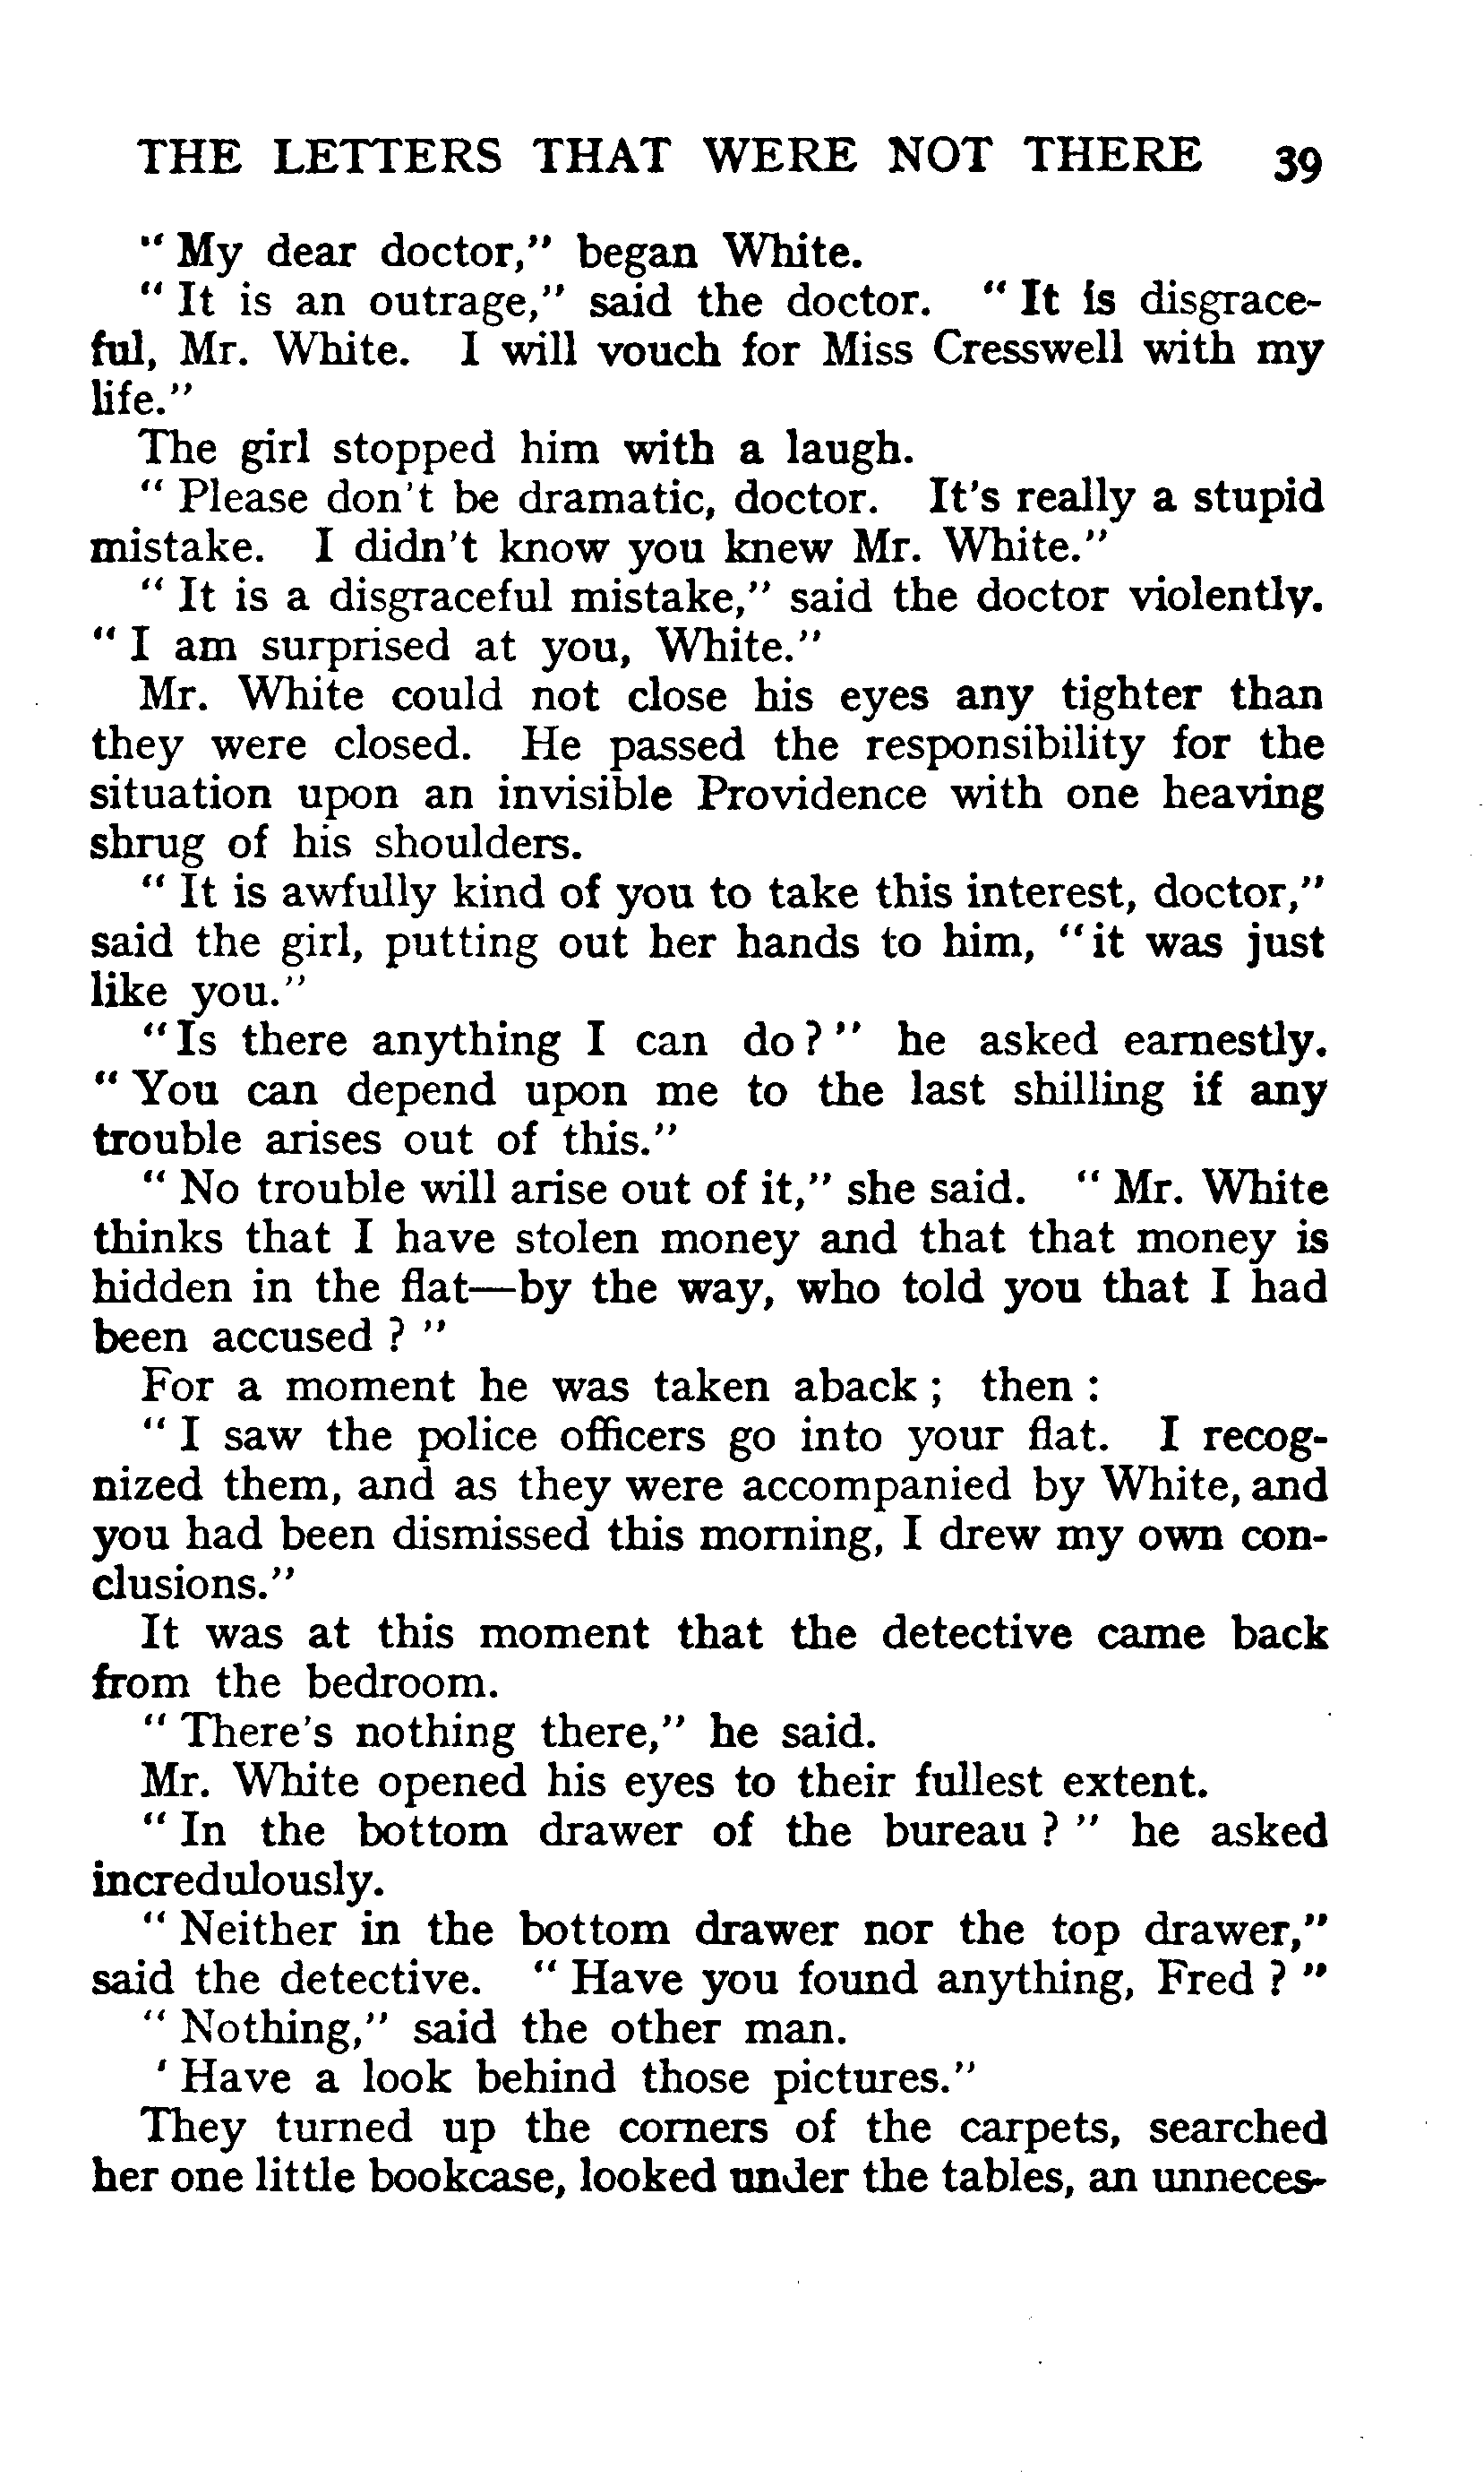 THE LETTERS THAT WERE NOT THERE 39
" My dear doctor," began White.
" It is an outrage," said the doctor. " It is disgrace-
ful, Mr. White. I will vouch for Miss Cresswell with my
life."
The girl stopped him with a laugh.
" Please don't be dramatic, doctor. It's really a stupid
mistake. I didn't know you knew Mr. White."
" It is a disgraceful mistake," said the doctor violently.
" I am surprised at you, White."
Mr. White could not close his eyes any tighter than
they were closed. He passed the responsibility for the
situation upon an invisible Providence with one heaving
shrug of his shoulders.
" It is awfully kind of you to take this interest, doctor,"
said the girl, putting out her hands to him, "it was just
like you."
"Is there anything I can do? " he asked earnestly.
" You can depend upon me to the last shilling if any
trouble arises out of this."
" No trouble will arise out of it," she said. " Mr. White
thinks that I have stolen money and that that money is
hidden in the flat—by the way, who told you that I had
been accused ? "
For a moment he was taken aback ; then :
" I saw the police officers go into your flat. I recog-
nized them, and as they were accompanied by White, and
you had been dismissed this morning, I drew my own con-
clusions."
It was at this moment that the detective came back
from the bedroom.
" There's nothing there," he said.
Mr. White opened his eyes to their fullest extent.
" In the bottom drawer of the bureau ? " he asked
incredulously.
" Neither in the bottom drawer nor the top drawer,"
said the detective. " Have you found anything, Fred ? "
" Nothing," said the other man.
' Have a look behind those pictures."
They turned up the corners of the carpets, searched
her one little bookcase, looked under the tables, an unneces-